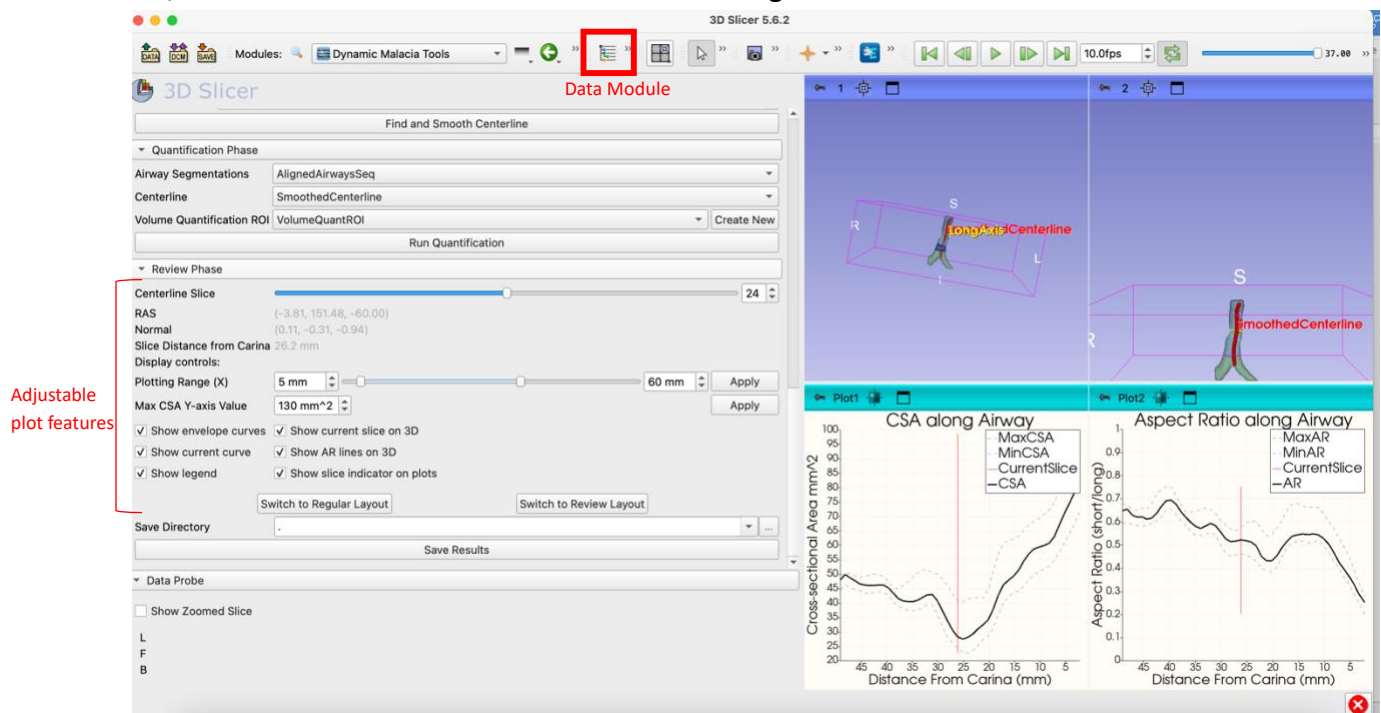 3D Slicer 5.6.2
DATA DCM SAVE Modules: Dynamic Malacia Tools » » » » » 10.0fps 37.00 »
Data Module
3D Slicer
Find and Smooth Centerline
Quantification Phase
Airway Segmentations AlignedAirwaysSeq
Centerline SmoothedCenterline
Volume Quantification ROI VolumeQuantROI Create New
Run Quantification
Review Phase
Centerline Slice 24
RAS (-3.81, 151.48, -60.00)
Normal (0.11, -0.31, -0.94)
Slice Distance from Carina 26.2 mm
Display controls:
Plotting Range (X) 5 mm 60 mm Apply
Max CSA Y-axis Value 130 mm^2 Apply
Show envelope curves Show current slice on 3D
Show current curve Show AR lines on 3D
Show legend Show slice indicator on plots
Switch to Regular Layout Switch to Review Layout
Save Directory . ...
Save Results
Data Probe
Show Zoomed Slice
L
F
B
Adjustable
plot features
1
S
R
LongAxis Centerline
L
I
2
S
R
SmoothedCenterline
Plot1
CSA along Airway
MaxCSA
MinCSA
CurrentSlice
CSA
Cross-sectional Area mm^2
100
95
90
85
80
75
70
65
60
55
50
45
40
35
30
25
20
45 40 35 30 25 20 15 10 5
Distance From Carina (mm)
Plot2
Aspect Ratio along Airway
MaxAR
MinAR
CurrentSlice
AR
Aspect Ratio (short/long)
1
0.9
0.8
0.7
0.6
0.5
0.4
0.3
0.2
0.1
0
45 40 35 30 25 20 15 10 5
Distance From Carina (mm)